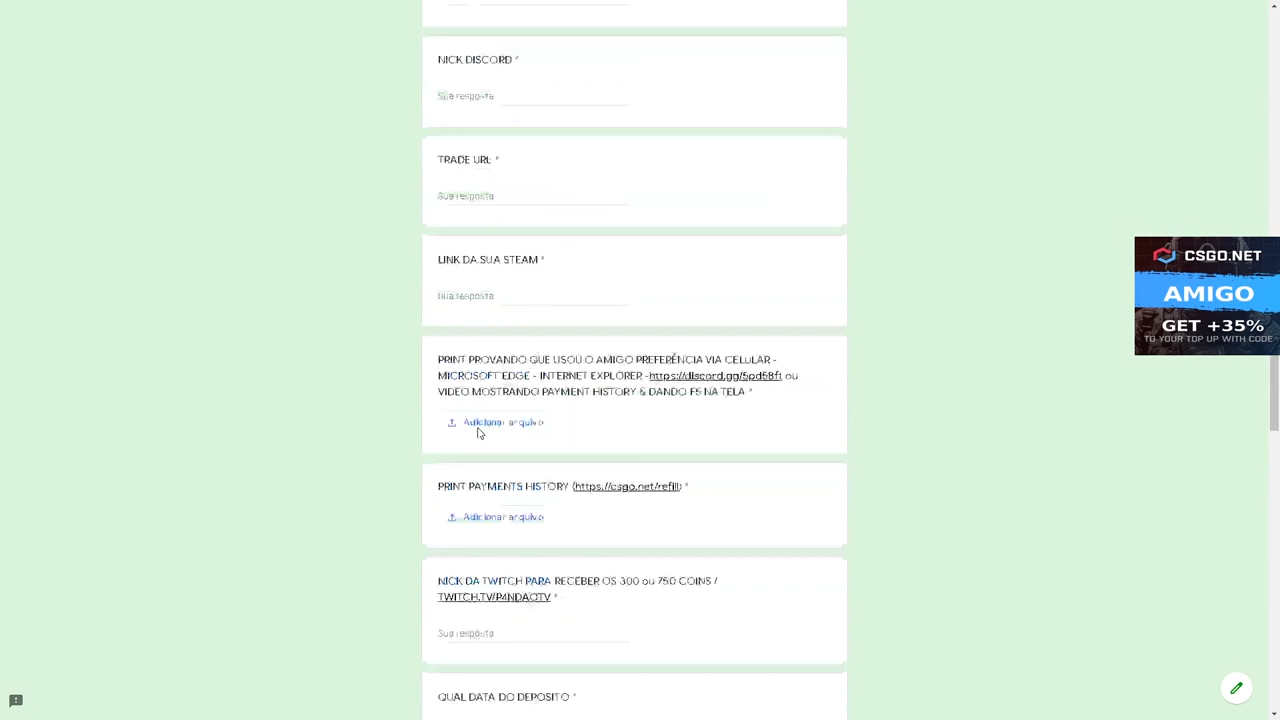 NICK DISCORD *
Sua resposta
TRADE URL *
Sua resposta
LINK DA SUA STEAM *
Sua resposta
PRINT PROVANDO QUE USOU O AMIGO PREFERÊNCIA VIA CELULAR -
MICROSOFT EDGE - INTERNET EXPLORER -https://discord.gg/5pd58f1 ou
VIDEO MOSTRANDO PAYMENT HISTORY & DANDO F5 NA TELA *
Adicionar arquivo
PRINT PAYMENTS HISTORY (https://csgo.net/refill) *
Adicionar arquivo
NICK DA TWITCH PARA RECEBER OS 300 ou 750 COINS /
TWITCH.TV/P4NDAOTV *
Sua resposta
QUAL DATA DO DEPOSITO *
CSGO.NET
AMIGO
GET +35%
TO YOUR TOP UP WITH CODE